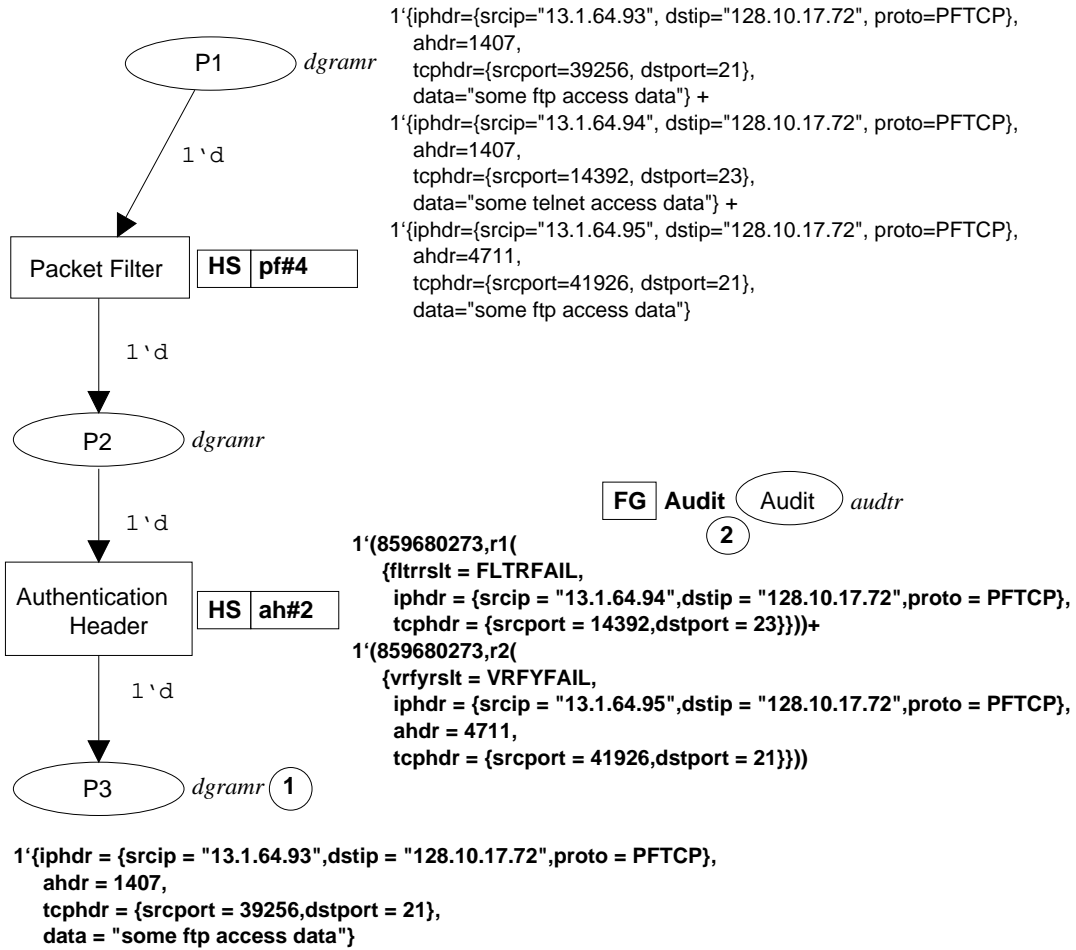 P1 dgramr
1‘{iphdr={srcip="13.1.64.93", dstip="128.10.17.72", proto=PFTCP},
ahdr=1407,
tcphdr={srcport=39256, dstport=21},
data="some ftp access data"} +
1‘{iphdr={srcip="13.1.64.94", dstip="128.10.17.72", proto=PFTCP},
ahdr=1407,
tcphdr={srcport=14392, dstport=23},
data="some telnet access data"} +
1‘{iphdr={srcip="13.1.64.95", dstip="128.10.17.72", proto=PFTCP},
ahdr=4711,
tcphdr={srcport=41926, dstport=21},
data="some ftp access data"}
1‘d
Packet Filter HS pf#4
1‘d
P2 dgramr
1‘d
FG Audit Audit audtr
2
1‘(859680273,r1(
{fltrrslt = FLTRFAIL,
iphdr = {srcip = "13.1.64.94",dstip = "128.10.17.72",proto = PFTCP},
tcphdr = {srcport = 14392,dstport = 23}}))+
1‘(859680273,r2(
{vrfyrslt = VRFYFAIL,
iphdr = {srcip = "13.1.64.95",dstip = "128.10.17.72",proto = PFTCP},
ahdr = 4711,
tcphdr = {srcport = 41926,dstport = 21}}))
Authentication
Header
HS ah#2
1‘d
P3 dgramr 1
1‘{iphdr = {srcip = "13.1.64.93",dstip = "128.10.17.72",proto = PFTCP},
ahdr = 1407,
tcphdr = {srcport = 39256,dstport = 21},
data = "some ftp access data"}